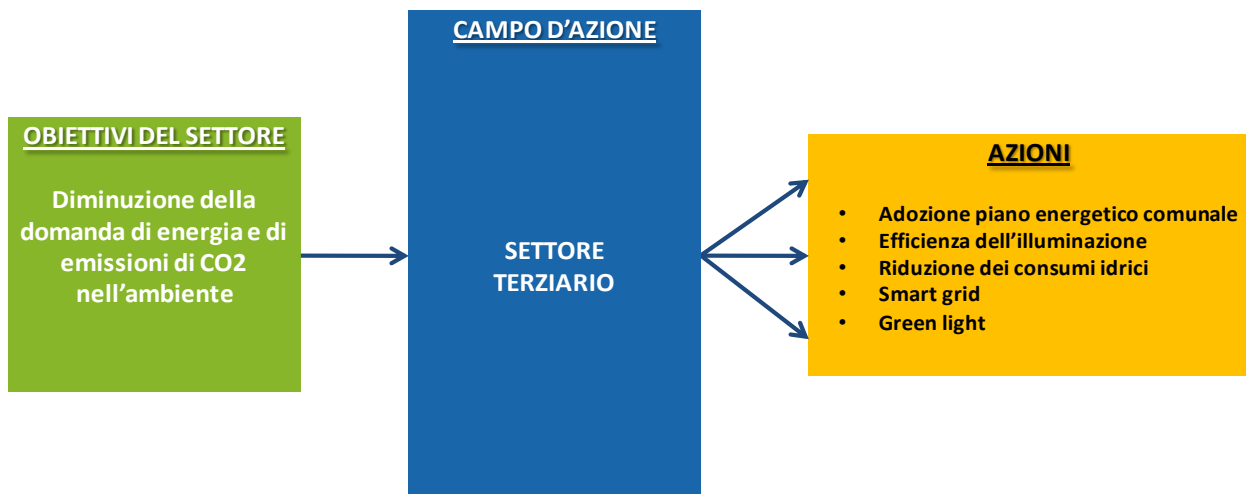 OBIETTIVI DEL SETTORE
Diminuzione della
domanda di energia e di
emissioni di CO2
nell'ambiente
CAMPO D'AZIONE
SETTORE
TERZIARIO
AZIONI
• Adozione piano energetico comunale
• Efficienza dell'illuminazione
• Riduzione dei consumi idrici
• Smart grid
• Green light